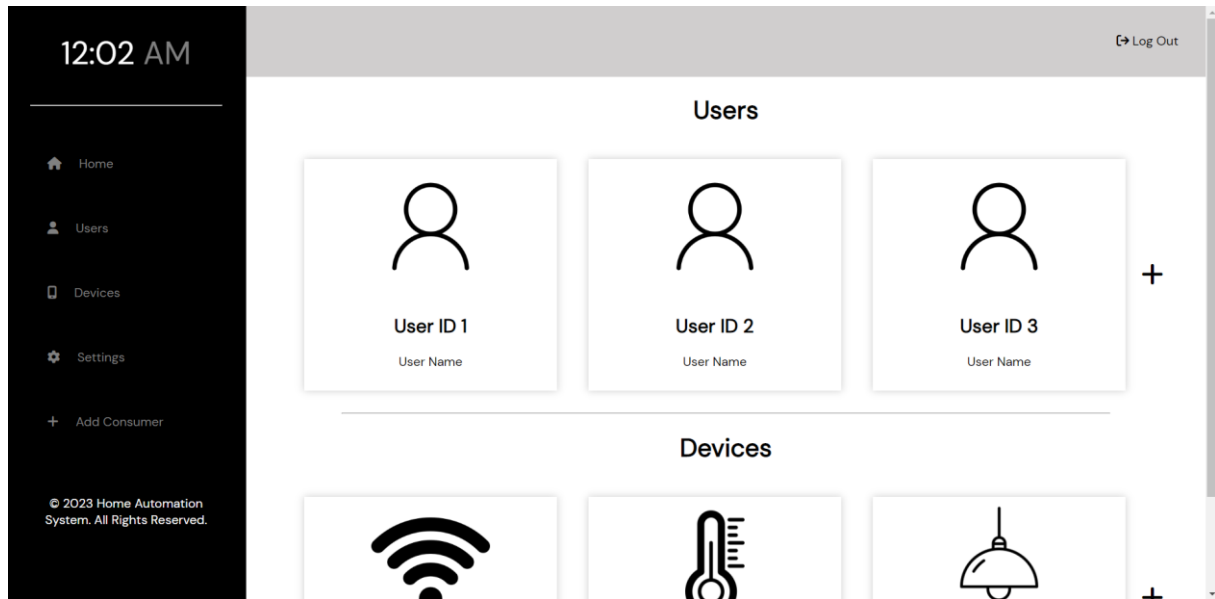 12:02 AM
Log Out
Home
Users
Devices
Settings
Add Consumer
© 2023 Home Automation
System. All Rights Reserved.
Users
User ID 1
User Name
User ID 2
User Name
User ID 3
User Name
Devices